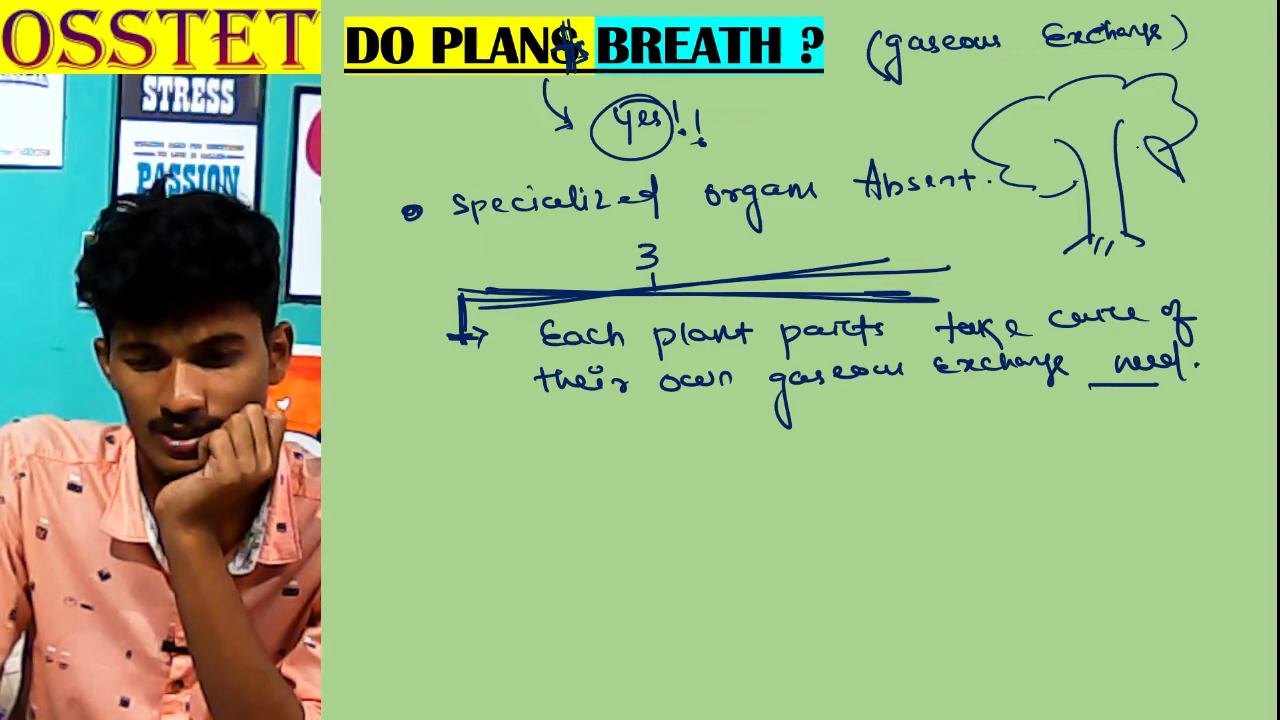 OSSTET
DO PLANts BREATH ?
(gaseous Exchange)
STRESS
PASSION
Yes!!
• specialized organs Absent.
3
Each plant parts take care of
their own gaseous exchange need.